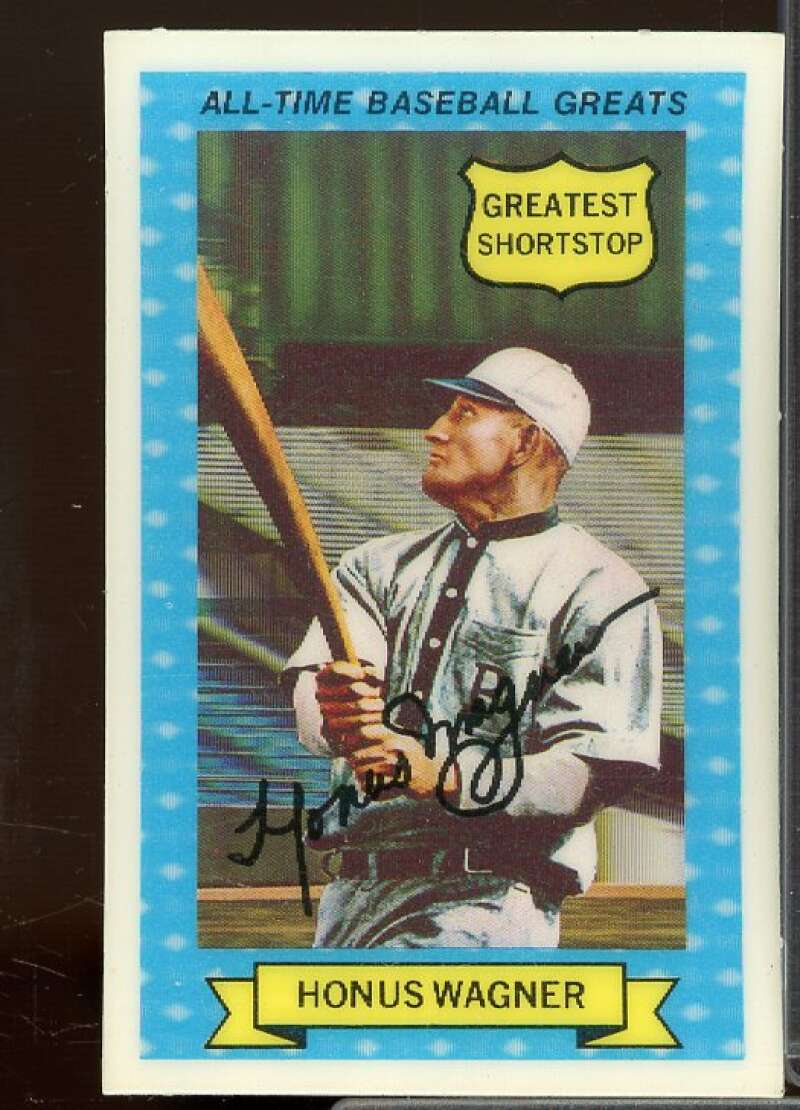 ALL-TIME BASEBALL GREATS
GREATEST
SHORTSTOP
Honus Wagner
HONUS WAGNER